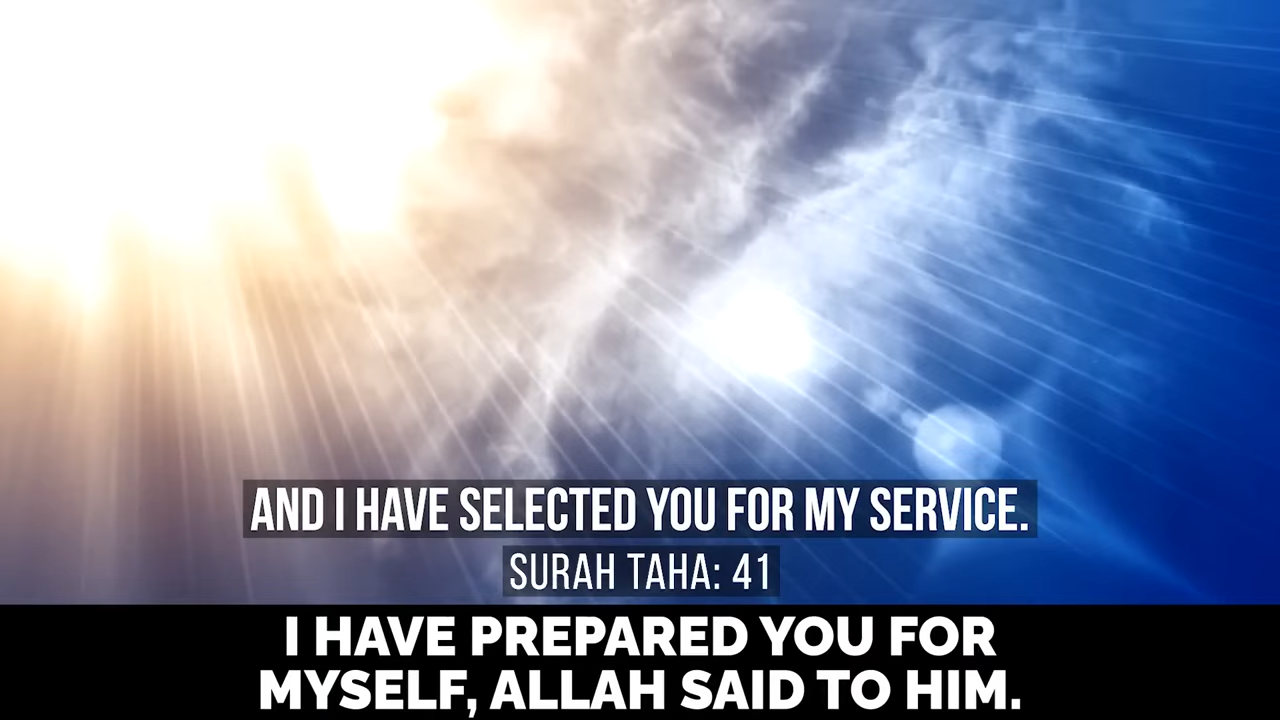 AND I HAVE SELECTED YOU FOR MY SERVICE.
SURAH TAHA: 41
I HAVE PREPARED YOU FOR
MYSELF, ALLAH SAID TO HIM.